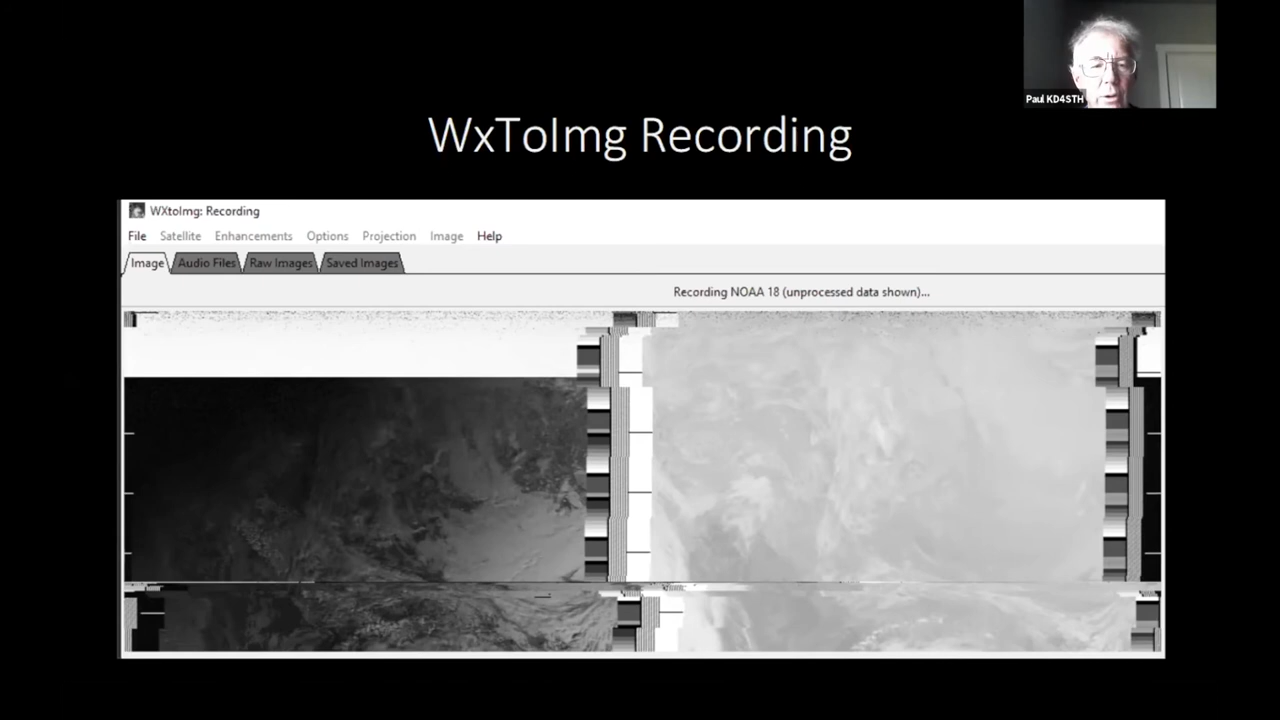 Paul KD4STH
WxToImg Recording
WXtoImg: Recording
File Satellite Enhancements Options Projection Image Help
Image Audio Files Raw Images Saved Images
Recording NOAA 18 (unprocessed data shown)...